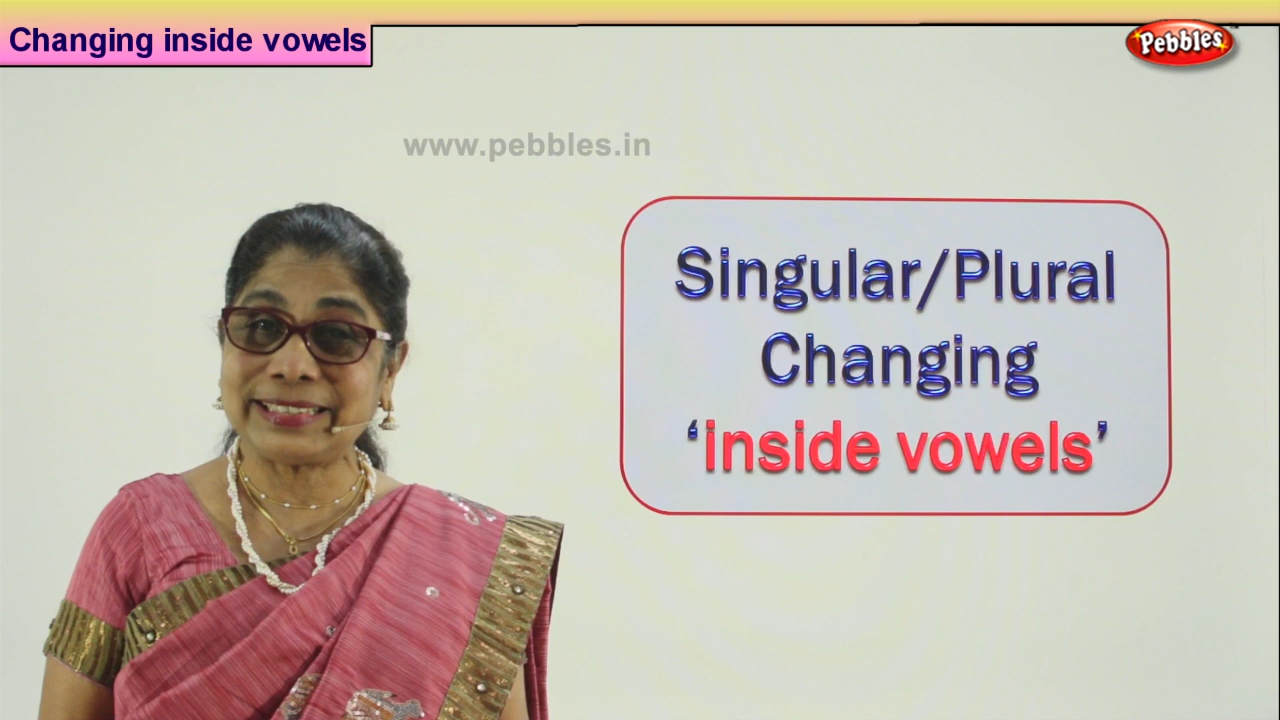 Changing inside vowels
Pebbles
www.pebbles.in
Singular/Plural
Changing
‘inside vowels’